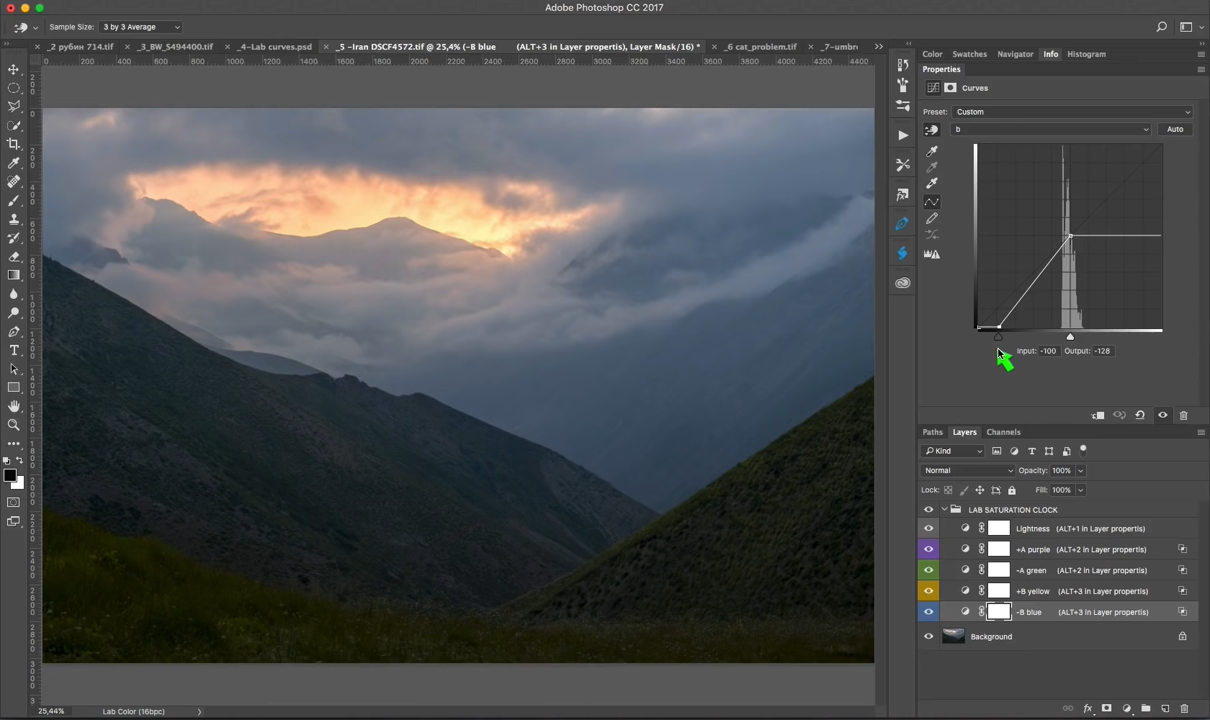 Adobe Photoshop CC 2017
Sample Size: 3 by 3 Average
_2 рубин 714.tif
_3_BW_S494400.tif
_4-Lab curves.psd
_5 -Iran DSCF4572.tif @ 25,4% (-B blue (ALT+3 in Layer propertis), Layer Mask/16) *
_6 cat_problem.tif
_7-umbre
0 200 400 600 800 1000 1200 1400 1600 1800 2000 2200 2400 2600 2800 3000 3200 3400 3600 3800 4000 4200 4400
Color Swatches Navigator Info Histogram
Properties
Curves
Preset: Custom
b Auto
Input: -100 Output: -128
Paths Layers Channels
Kind
Normal Opacity: 100%
Lock: Fill: 100%
LAB SATURATION CLOCK
Lightness (ALT+1 in Layer propertis)
+A purple (ALT+2 in Layer propertis)
-A green (ALT+2 in Layer propertis)
+B yellow (ALT+3 in Layer propertis)
-B blue (ALT+3 in Layer propertis)
Background
fx
25,44% Lab Color (16bpc)